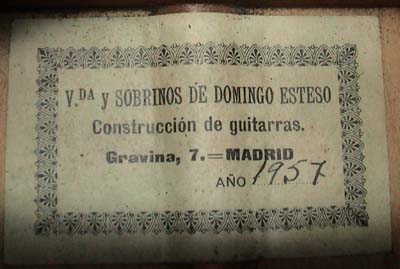 V.DA y SOBRINOS DE DOMINGO ESTESO
Construcción de guitarras.
Gravina, 7.=MADRID
AÑO 1957